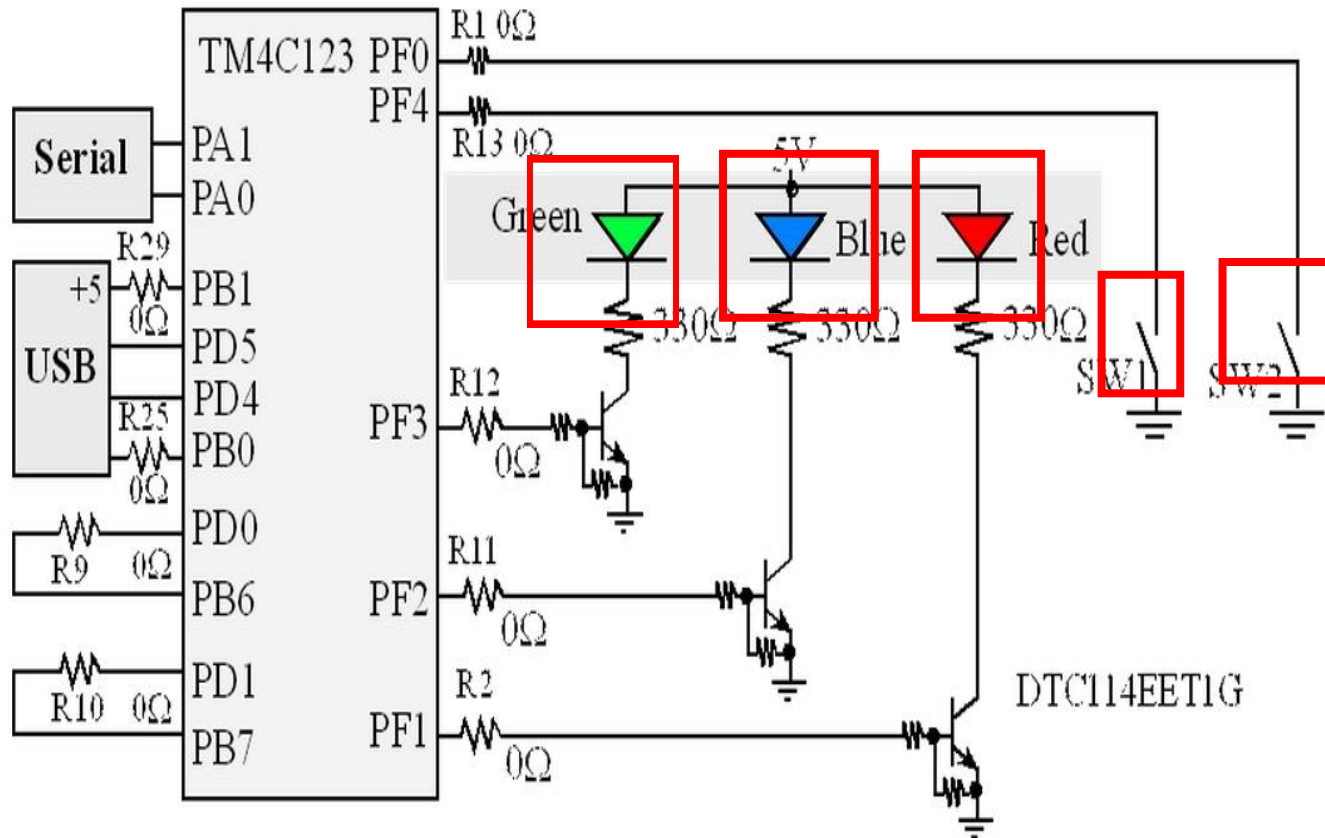 TM4C123
PF0
R1 0Ω
PF4
R13 0Ω
Serial
PA1
PA0
5V
Green
Blue
Red
R29
+5
0Ω
PB1
USB
PD5
PD4
R25
PB0
0Ω
330Ω
330Ω
330Ω
SW1
SW2
PF3
R12
0Ω
PD0
R9
0Ω
PB6
PF2
R11
0Ω
PD1
R10
0Ω
PB7
PF1
R2
0Ω
DTC114EET1G